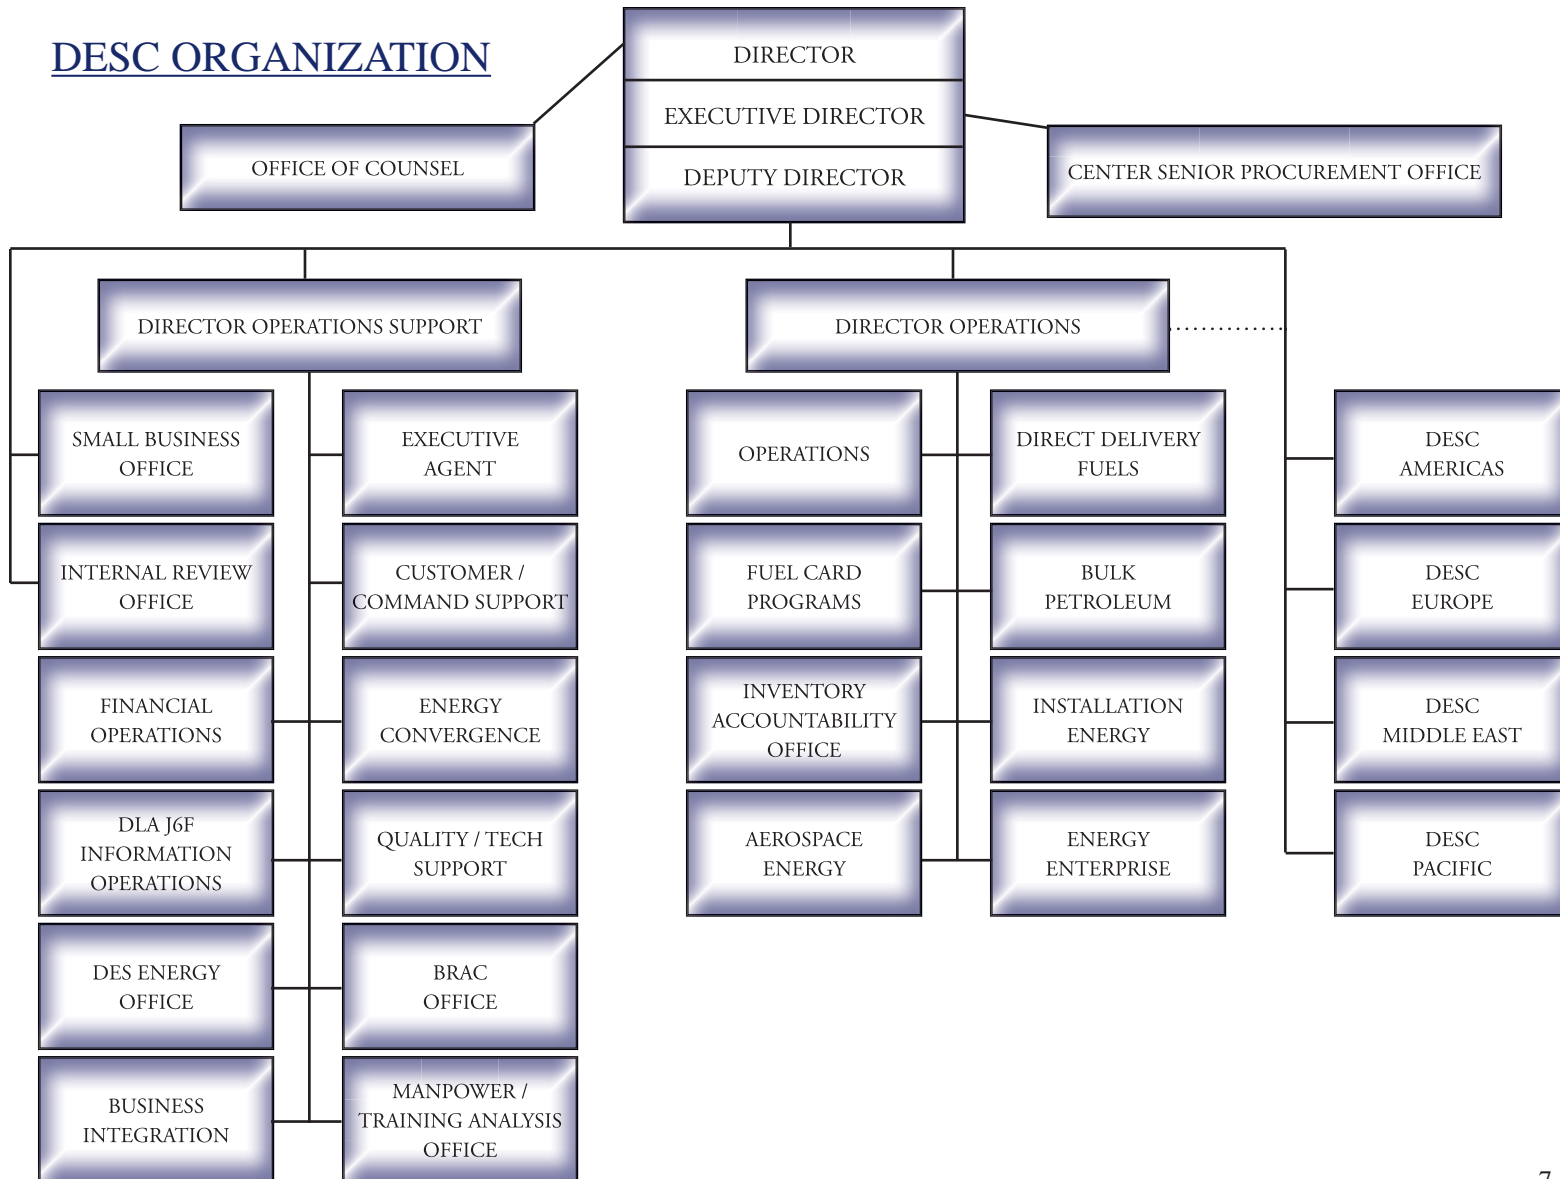 DESC ORGANIZATION
DIRECTOR
EXECUTIVE DIRECTOR
DEPUTY DIRECTOR
OFFICE OF COUNSEL
CENTER SENIOR PROCUREMENT OFFICE
DIRECTOR OPERATIONS SUPPORT
DIRECTOR OPERATIONS
SMALL BUSINESS
OFFICE
EXECUTIVE
AGENT
INTERNAL REVIEW
OFFICE
CUSTOMER /
COMMAND SUPPORT
FINANCIAL
OPERATIONS
ENERGY
CONVERGENCE
DLA J6F
INFORMATION
OPERATIONS
QUALITY / TECH
SUPPORT
DES ENERGY
OFFICE
BRAC
OFFICE
BUSINESS
INTEGRATION
MANPOWER /
TRAINING ANALYSIS
OFFICE
OPERATIONS
DIRECT DELIVERY
FUELS
FUEL CARD
PROGRAMS
BULK
PETROLEUM
INVENTORY
ACCOUNTABILITY
OFFICE
INSTALLATION
ENERGY
AEROSPACE
ENERGY
ENERGY
ENTERPRISE
DESC
AMERICAS
DESC
EUROPE
DESC
MIDDLE EAST
DESC
PACIFIC
7